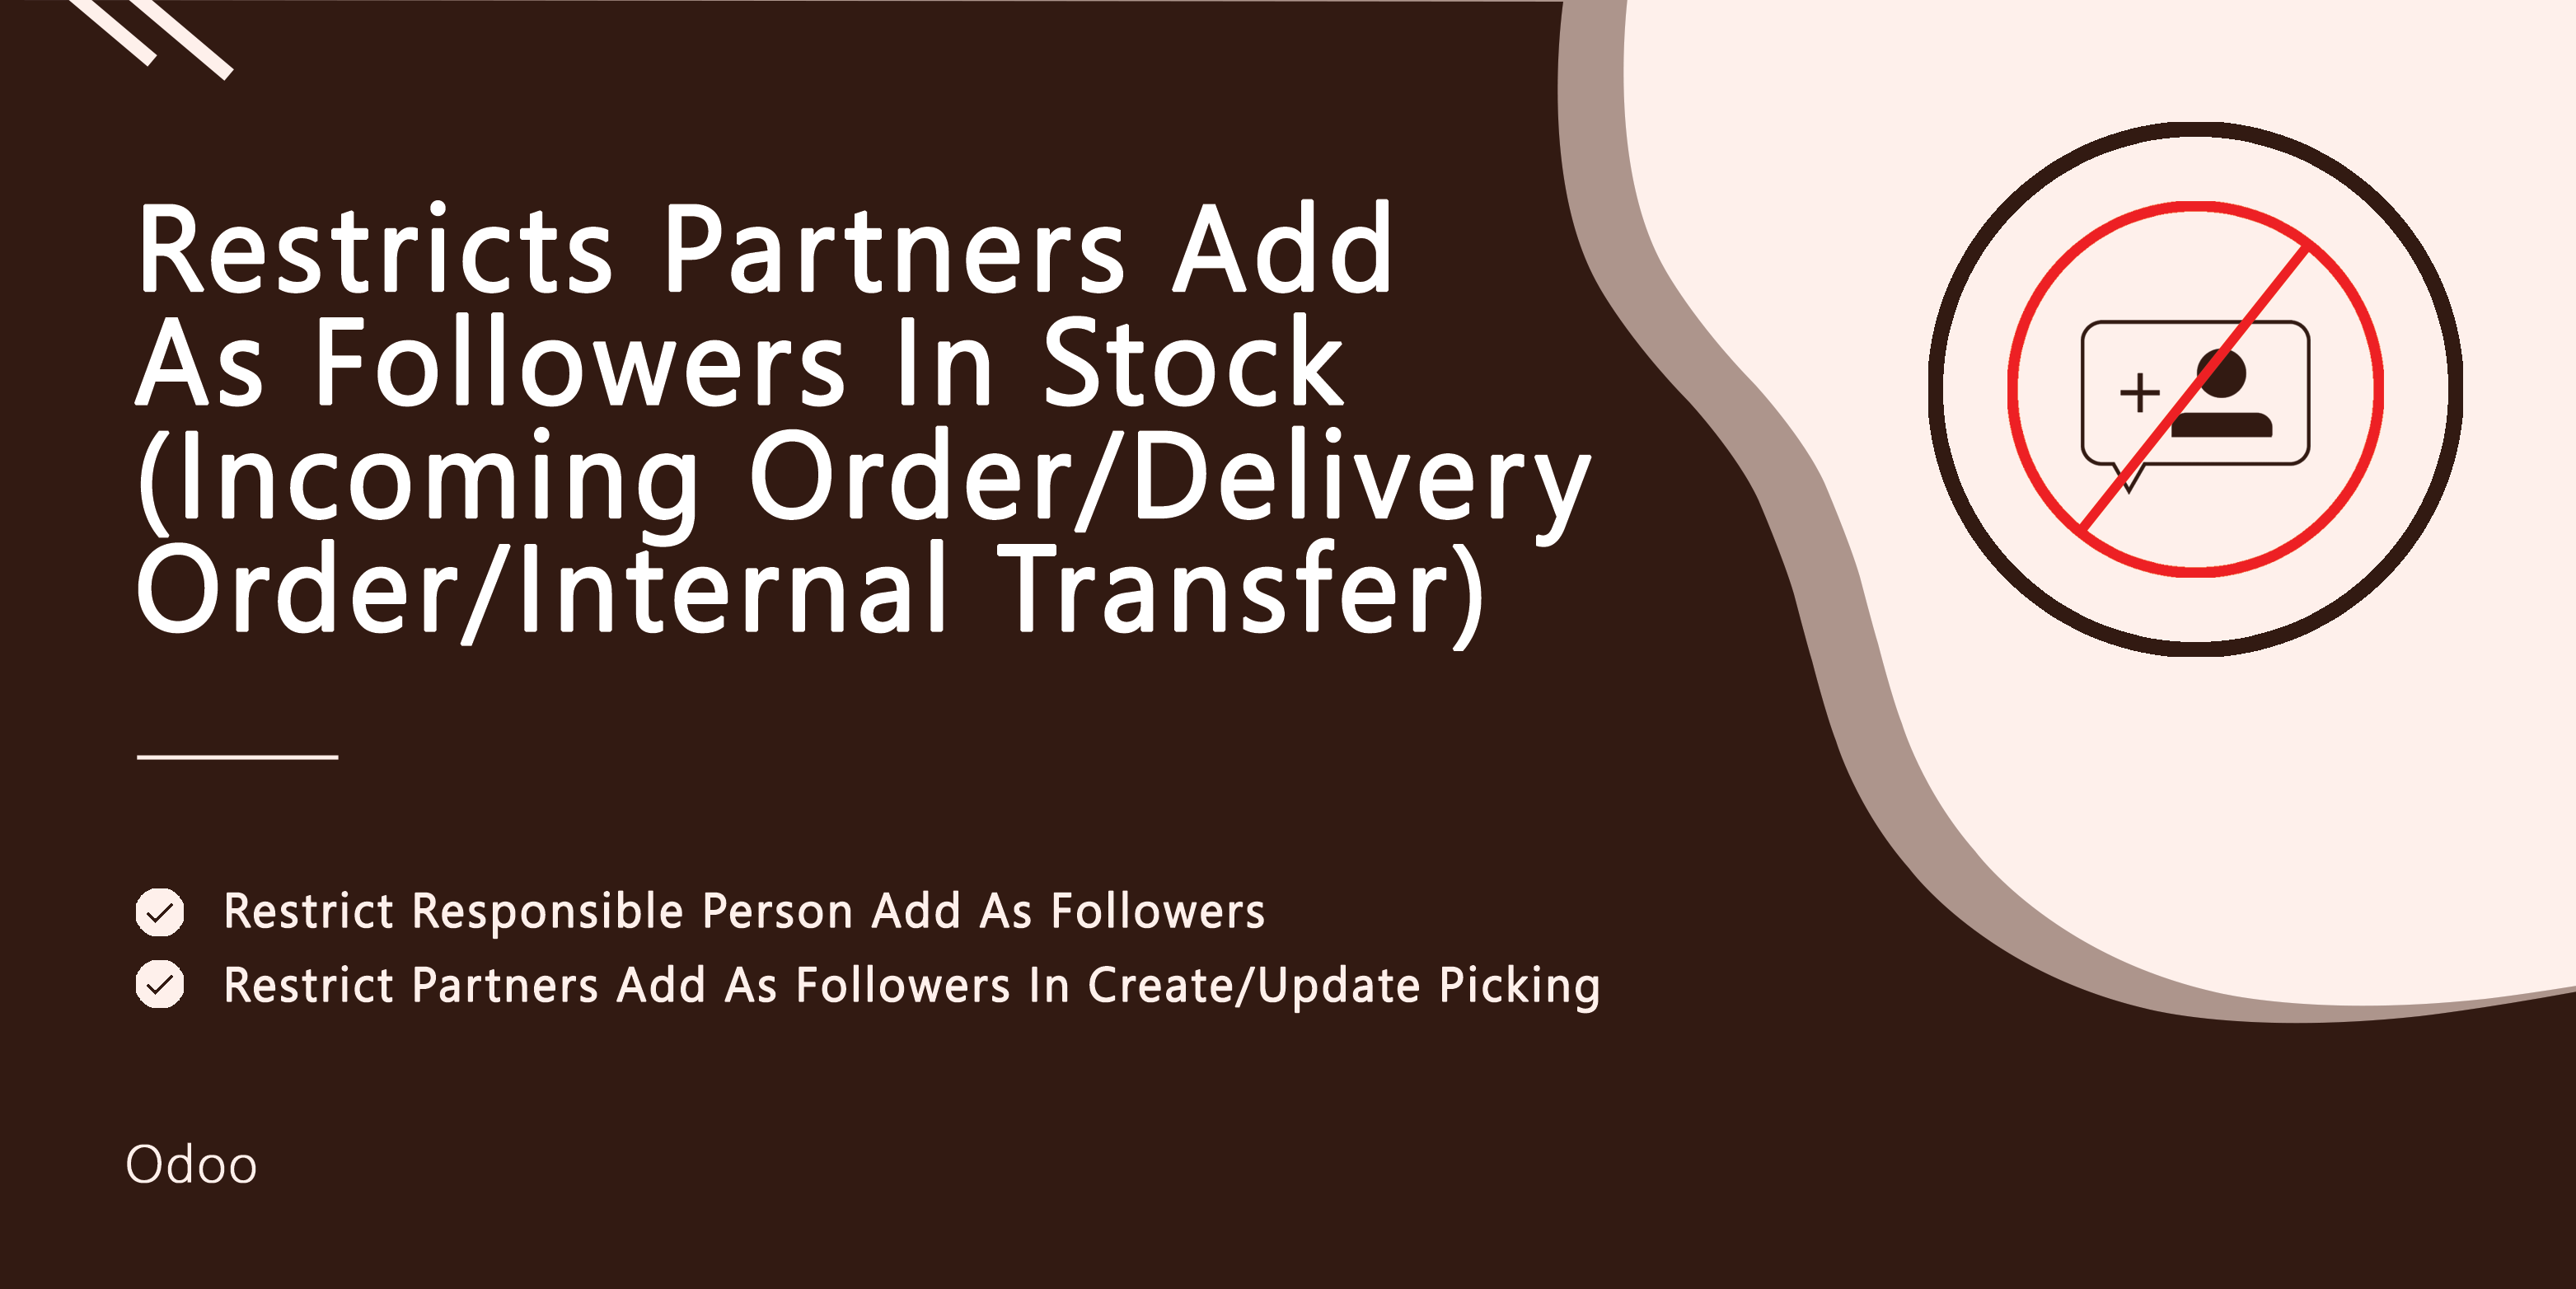 Restricts Partners Add
As Followers In Stock
(Incoming Order/Delivery
Order/Internal Transfer)
Restrict Responsible Person Add As Followers
Restrict Partners Add As Followers In Create/Update Picking
Odoo